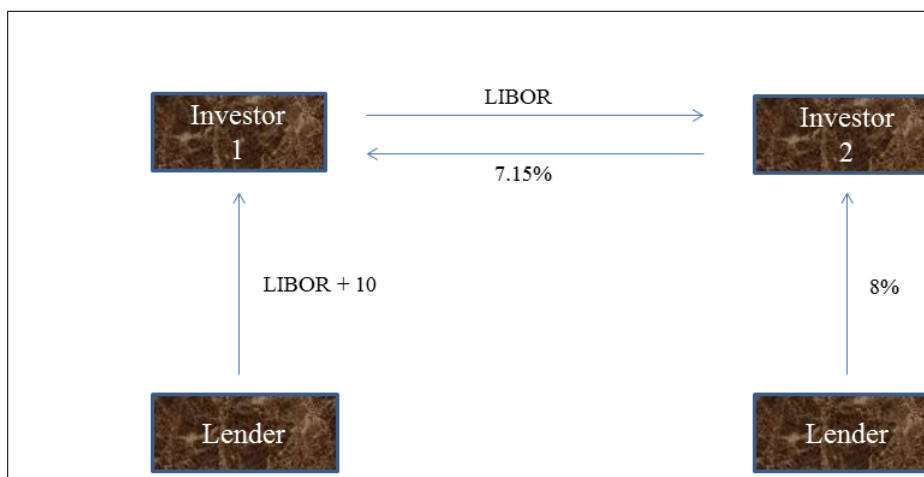 LIBOR
Investor
1
Investor
2
7.15%
LIBOR + 10
8%
Lender
Lender